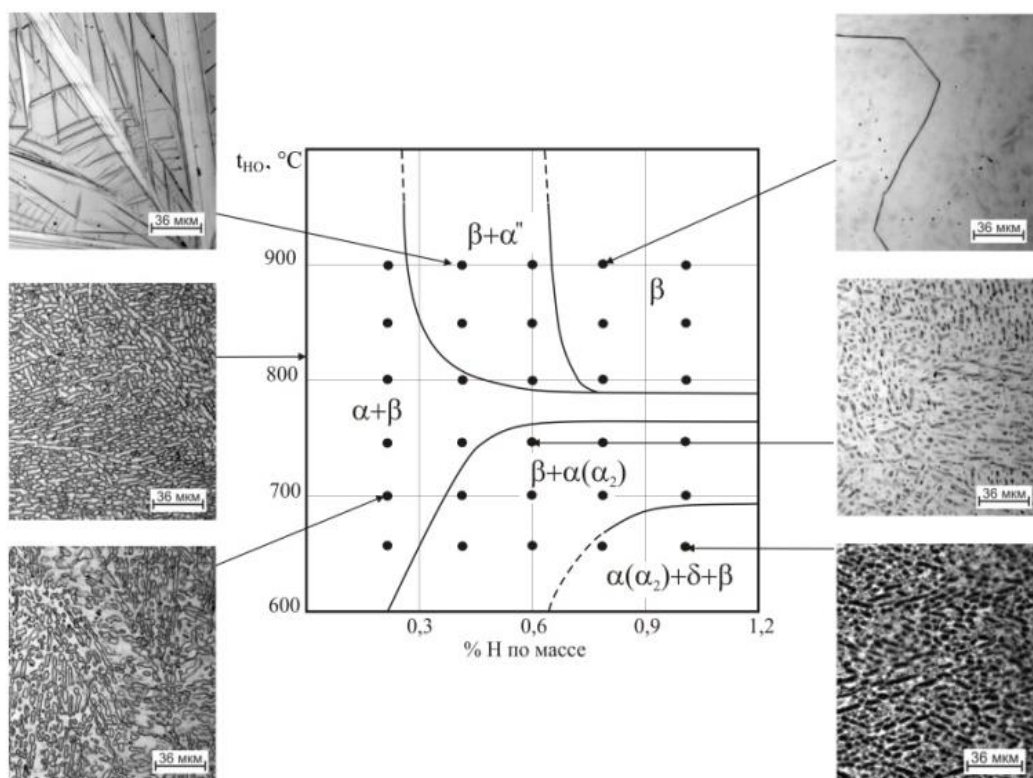 36 мкм
36 мкм
t_HO, °C
β+α"
900
β
36 мкм
800
α+β
36 мкм
β+α(α₂)
700
α(α₂)+δ+β
600
0,3
0,6
0,9
1,2
% H по массе
36 мкм
36 мкм